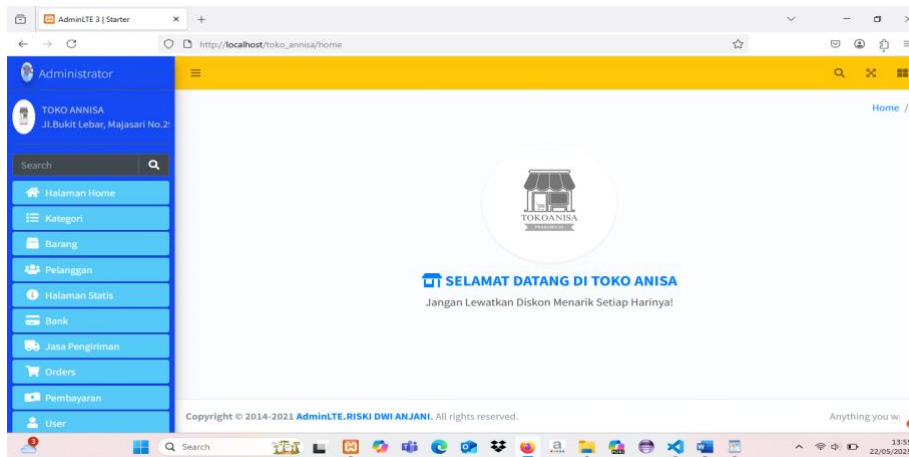 AdminLTE 3 | Starter
http://localhost/toko_annisa/home
Administrator
TOKO ANNISA
Jl.Bukit Lebar, Majasari No.2
Home /
Search
Halaman Home
Kategori
Barang
Pelanggan
Halaman Statis
Bank
Jasa Pengiriman
Orders
Pembayaran
User
TOKOANISA
SELAMAT DATANG DI TOKO ANISA
Jangan Lewatkan Diskon Menarik Setiap Harinya!
Copyright © 2014-2021 AdminLTE.RISKI DWI ANJANI. All rights reserved.
Anything you w
Search
13:55
22/05/2025